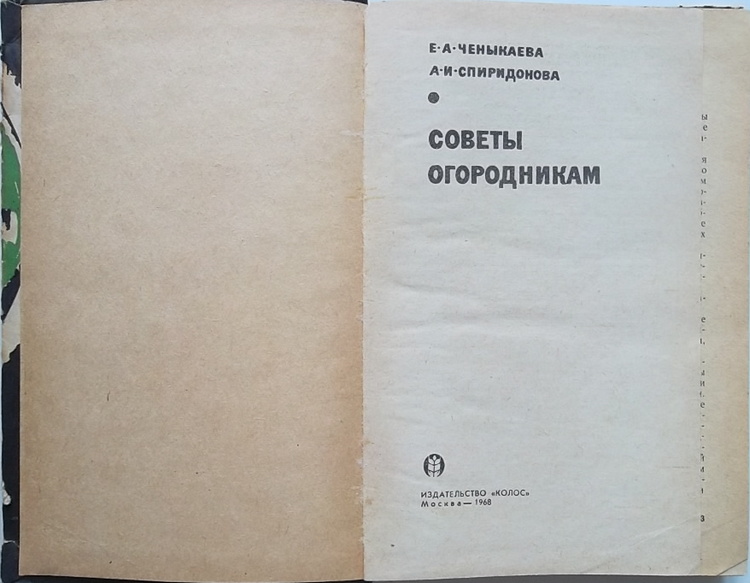 Е·А·ЧЕНЫКАЕВА
А·И·СПИРИДОНОВА
СОВЕТЫ
ОГОРОДНИКАМ
ИЗДАТЕЛЬСТВО «КОЛОС»
Москва — 1968
3